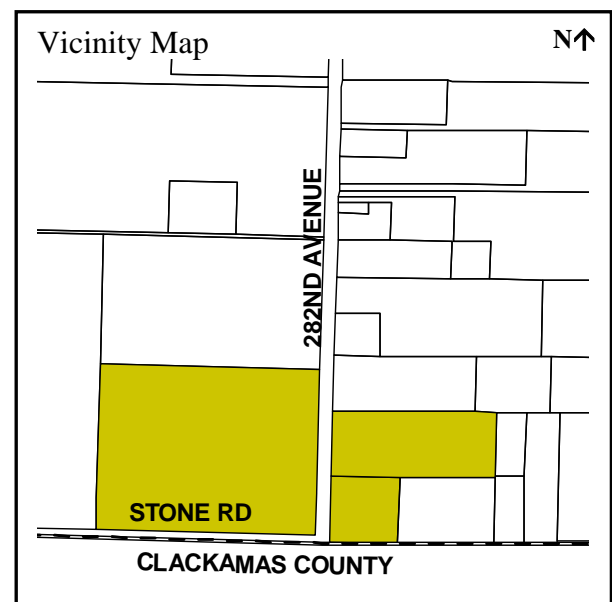 Vicinity Map
N↑
282ND AVENUE
STONE RD
CLACKAMAS COUNTY